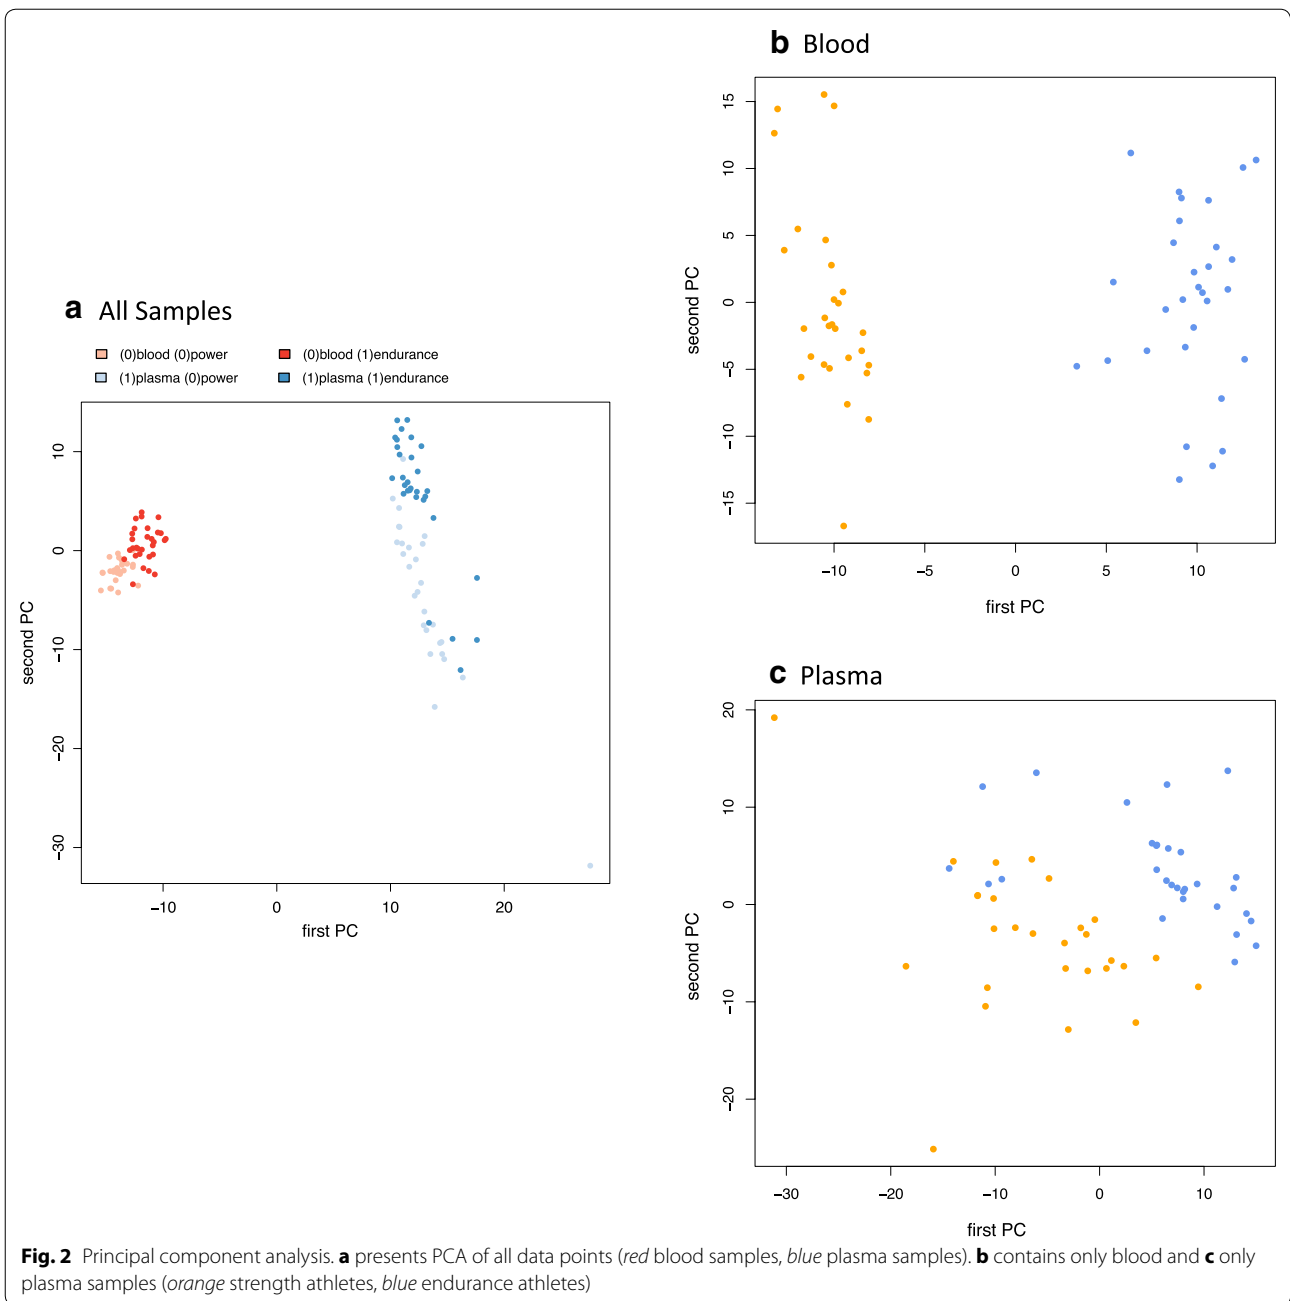 b Blood
15
10
5
0
−5
−10
−15
second PC
−10 −5 0 5 10
first PC
a All Samples
(0)blood (0)power (0)blood (1)endurance
(1)plasma (0)power (1)plasma (1)endurance
10
0
−10
−20
−30
second PC
−10 0 10 20
first PC
c Plasma
20
10
0
−10
−20
second PC
−30 −20 −10 0 10
first PC
Fig. 2 Principal component analysis. a presents PCA of all data points (red blood samples, blue plasma samples). b contains only blood and c only
plasma samples (orange strength athletes, blue endurance athletes)